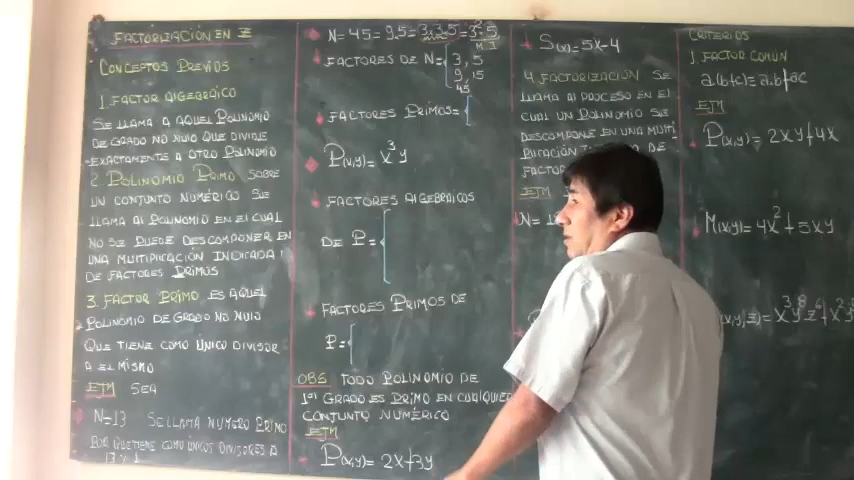 FACTORIZACIÓN EN Z
CONCEPTOS PREVIOS
1. FACTOR ALGEBRAICO
SE LLAMA A AQUEL POLINOMIO
DE GRADO NO NULO QUE DIVIDE
EXACTAMENTE A OTRO POLINOMIO
2. POLINOMIO PRIMO SOBRE
UN CONJUNTO NUMÉRICO SE
LLAMA AL POLINOMIO EN EL CUAL
NO SE PUEDE DESCOMPONER EN
UNA MULTIPLICACIÓN INDICADA
DE FACTORES PRIMOS
3. FACTOR PRIMO ES AQUEL
POLINOMIO DE GRADO NO NULO
QUE TIENE COMO ÚNICO DIVISOR
A EL MISMO
EJM SEA
N=13 SE LLAMA NUMERO PRIMO
POR QUE TIENE COMO ÚNICOS DIVISORES A
13 Y 1
N=45=9.5=3.3.5=3².5
FACTORES DE N={3, 5
9, 15
45
FACTORES PRIMOS={
P(x,y)=x³y
FACTORES ALGEBRAICOS
DE P={
FACTORES PRIMOS DE
P={
OBS TODO POLINOMIO DE
1er GRADO ES PRIMO EN CUALQUIER
CONJUNTO NUMÉRICO
EJM
P(x,y)= 2x+3y
S(x)=5x-4
4. FACTORIZACIÓN SE
LLAMA AL PROCESO EN EL
CUAL UN POLINOMIO SE
DESCOMPONE EN UNA MULTI
PLICACIÓN DE
FACTOR
EJM
N= 1
CRITERIOS
1. FACTOR COMÚN
a(b+c)=a.b+ac
EJM
P(x,y)= 2xy+4x
M(x,y)=4x²+5xy
(x,y,z)=x³y⁸z⁴+x²y